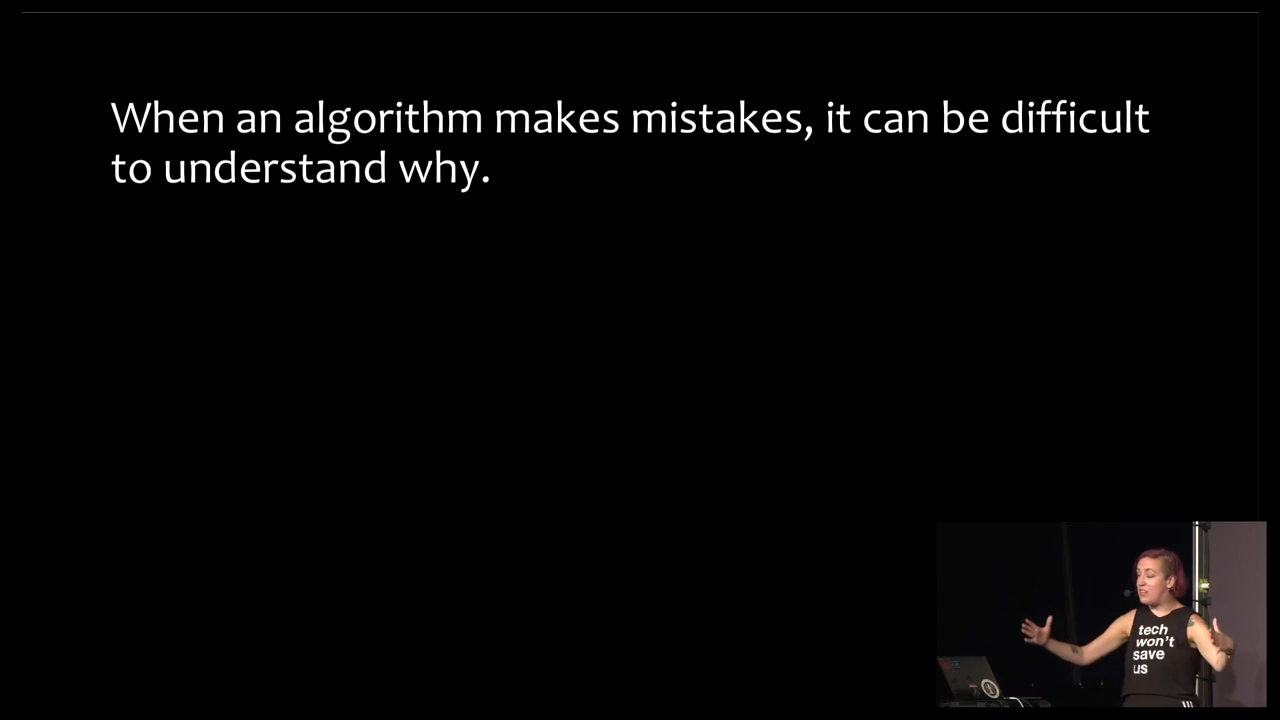 When an algorithm makes mistakes, it can be difficult
to understand why.
tech
won't
save
us